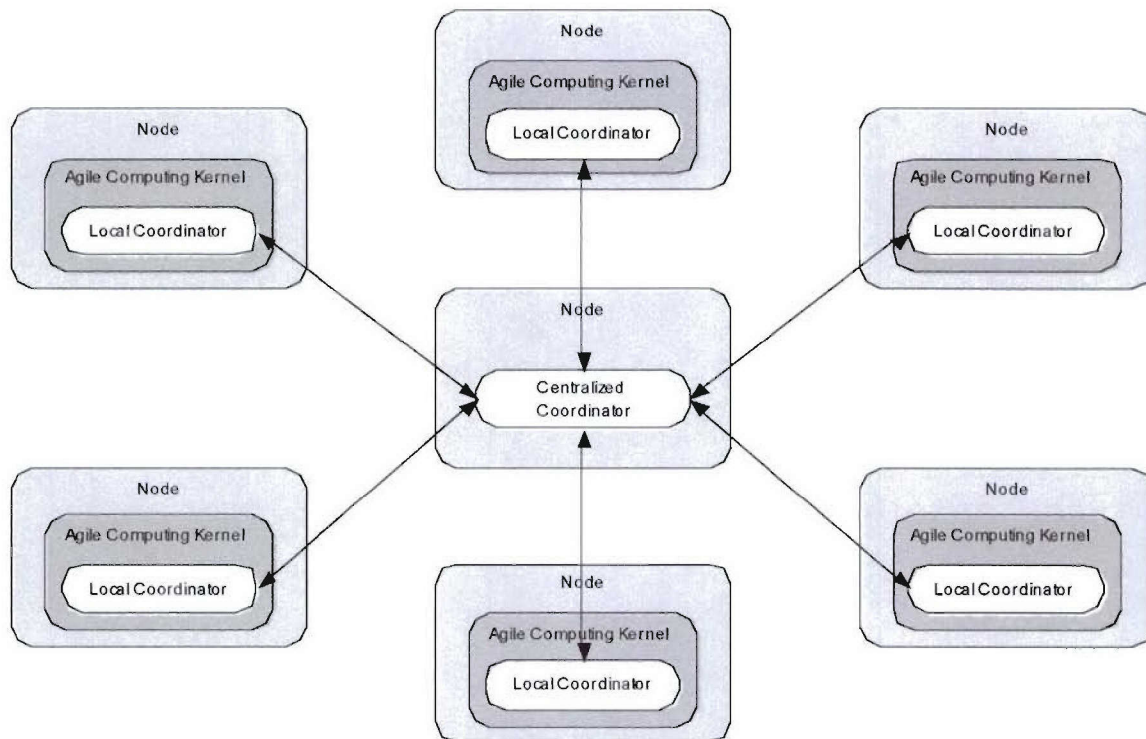 Node
Agile Computing Kernel
Local Coordinator
Node
Agile Computing Kernel
Local Coordinator
Node
Agile Computing Kernel
Local Coordinator
Node
Centralized
Coordinator
Node
Agile Computing Kernel
Local Coordinator
Node
Agile Computing Kernel
Local Coordinator
Node
Agile Computing Kernel
Local Coordinator